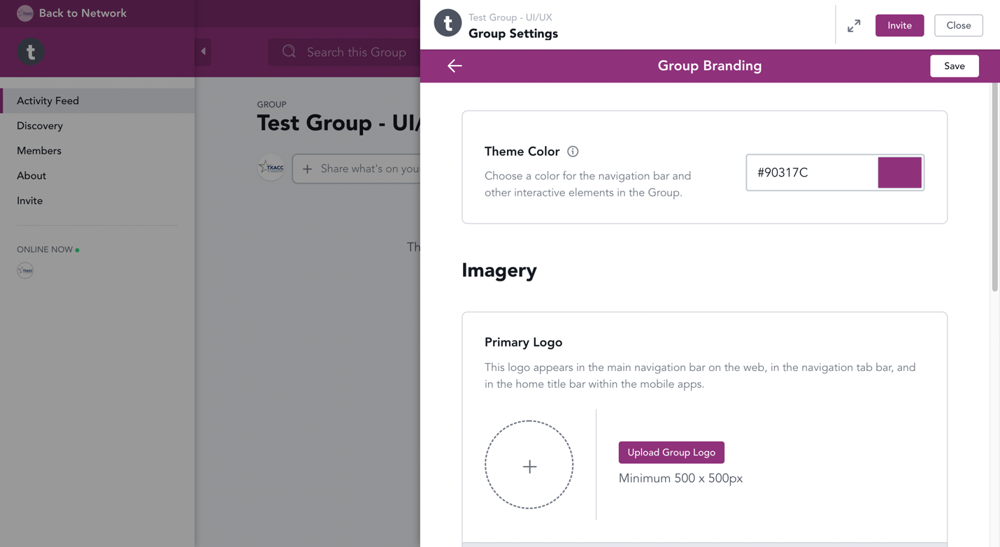 Back to Network
t
Search this Group
Activity Feed
Discovery
Members
About
Invite
ONLINE NOW
GROUP
Test Group - UI/
TXACC
Share what's on you
Th
t
Test Group - UI/UX
Group Settings
Invite
Close
Group Branding
Save
Theme Color
Choose a color for the navigation bar and
other interactive elements in the Group.
#90317C
Imagery
Primary Logo
This logo appears in the main navigation bar on the web, in the navigation tab bar, and
in the home title bar within the mobile apps.
Upload Group Logo
Minimum 500 x 500px